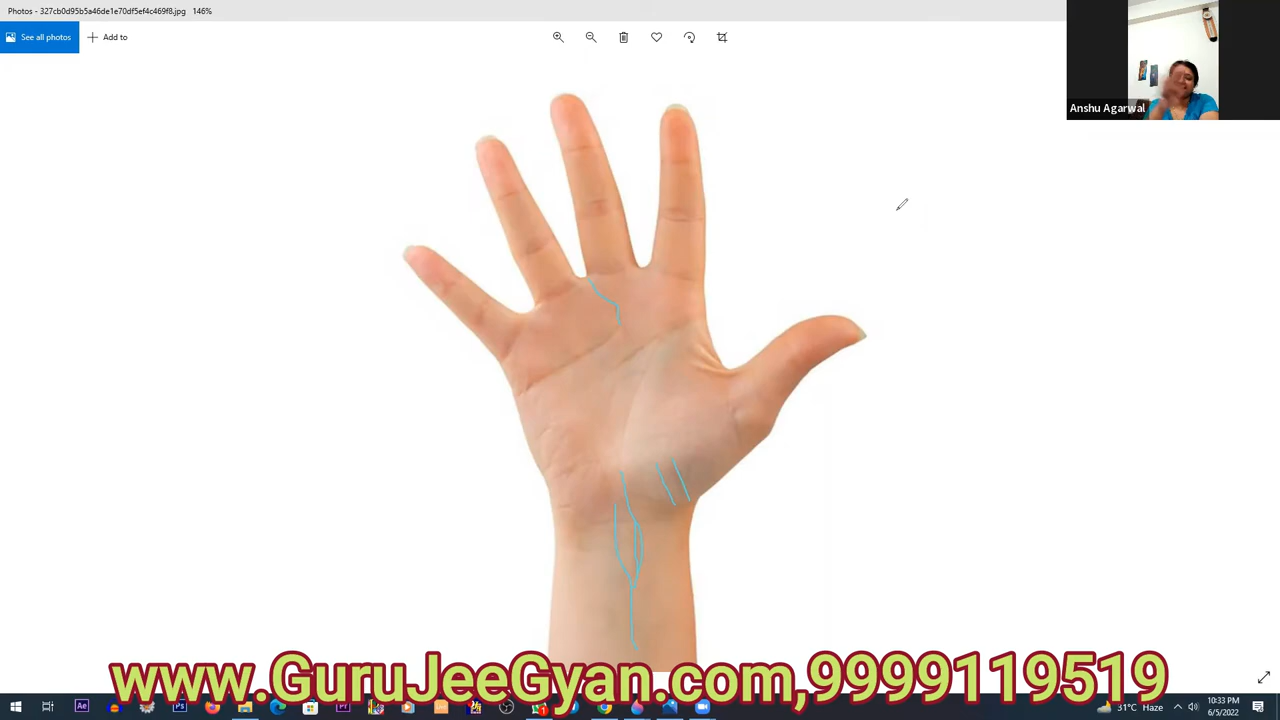 Photos - 327cb0d95b5a46de1e70df5ef4c469f8.jpg 146%
See all photos
Add to
Anshu Agarwal
www.GuruJeeGyan.com,9999119519
31°C Haze
10:33 PM
6/5/2022